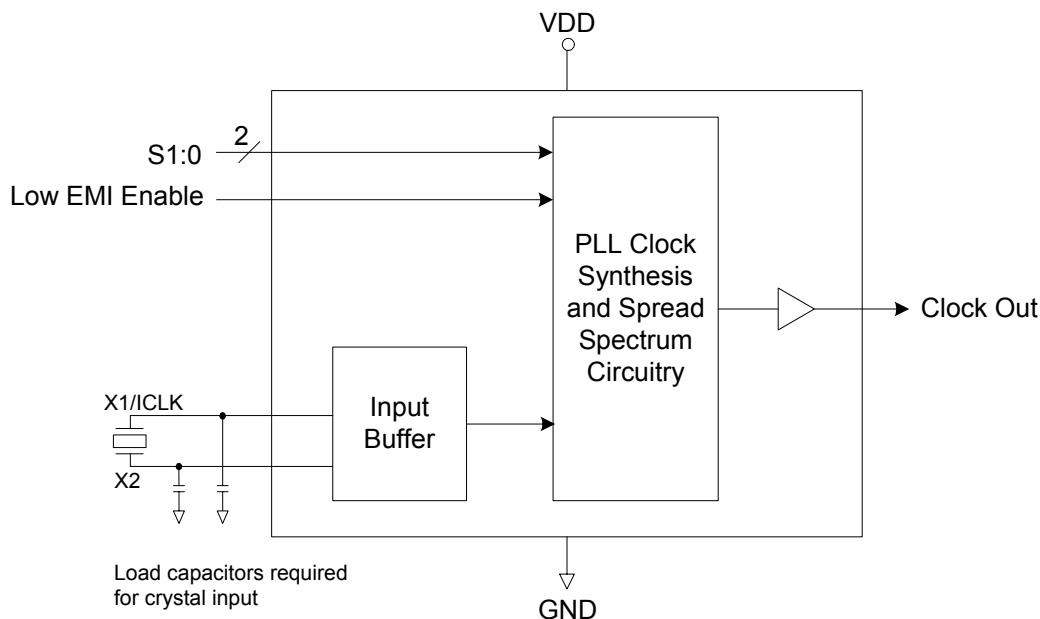 VDD
2
S1:0
Low EMI Enable
PLL Clock
Synthesis
and Spread
Spectrum
Circuitry
Clock Out
X1/ICLK
Input
Buffer
X2
Load capacitors required
for crystal input
GND